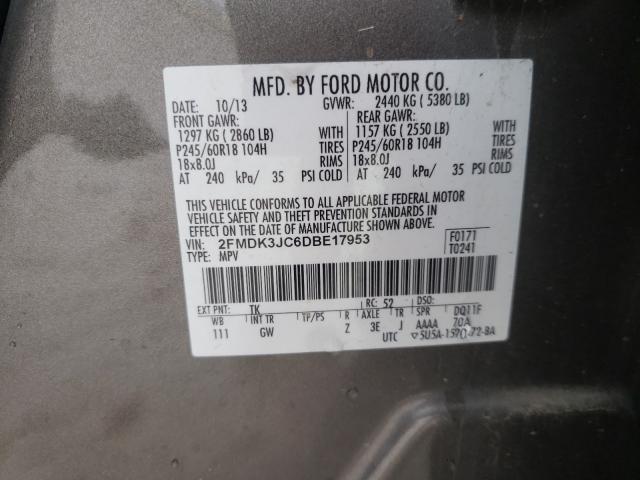 MFD. BY FORD MOTOR CO.
DATE: 10/13 GVWR: 2440 KG ( 5380 LB)
FRONT GAWR: REAR GAWR:
1297 KG ( 2860 LB) WITH 1157 KG ( 2550 LB) WITH
P245/60R18 104H TIRES P245/60R18 104H TIRES
18x8.0J RIMS 18x8.0J RIMS
AT 240 kPa/ 35 PSI COLD AT 240 kPa/ 35 PSI COLD
THIS VEHICLE CONFORMS TO ALL APPLICABLE FEDERAL MOTOR
VEHICLE SAFETY AND THEFT PREVENTION STANDARDS IN
EFFECT ON THE DATE OF MANUFACTURE SHOWN ABOVE.
VIN: 2FMDK3JC6DBE17953 F0171
TYPE: MPV T0241
EXT PNT: TK RC: 52 DSO:
WB INT TR TP/PS R AXLE TR SPR DQ11F
111 GW Z 3E J AAAA 70A
UTC